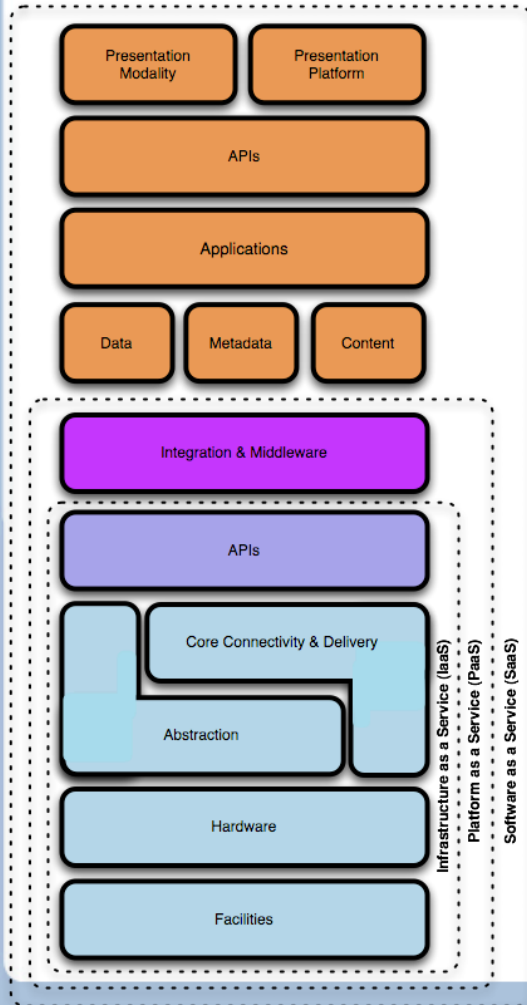 Presentation
Modality
Presentation
Platform
APIs
Applications
Data
Metadata
Content
Integration & Middleware
APIs
Core Connectivity & Delivery
Abstraction
Hardware
Facilities
Infrastructure as a Service (IaaS)
Platform as a Service (PaaS)
Software as a Service (SaaS)